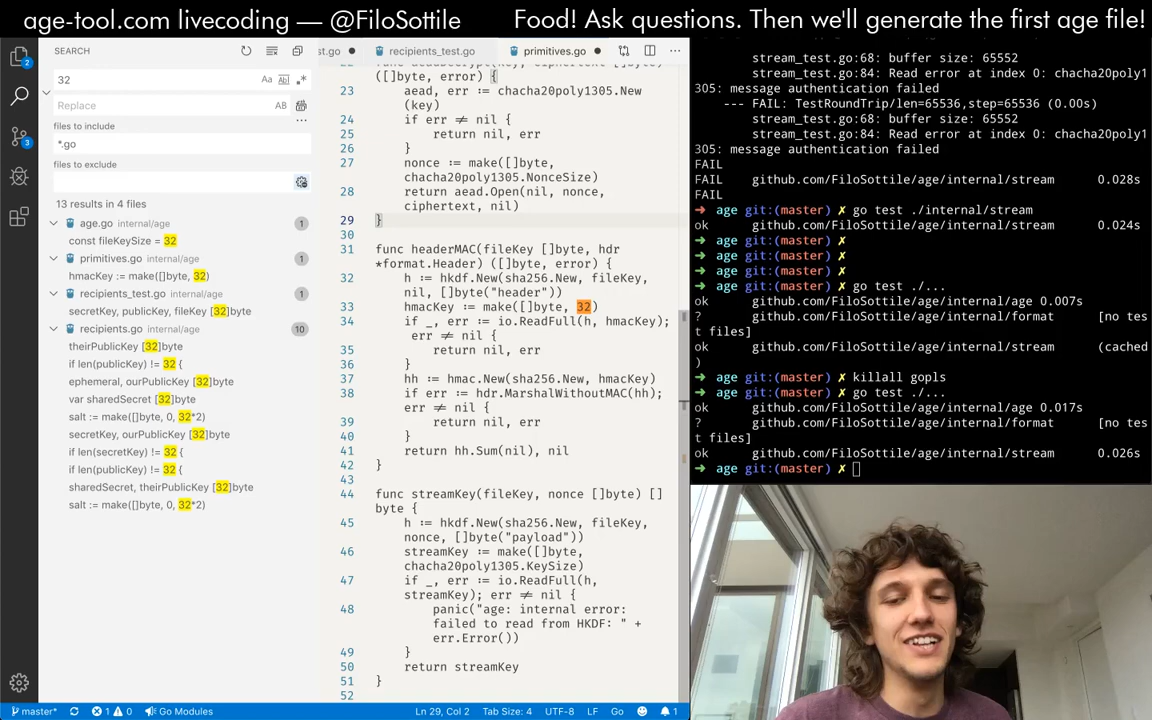 age-tool.com livecoding — @FiloSottile
Food! Ask questions. Then we'll generate the first age file!
SEARCH
32
Aa
Replace
AB
files to include
*.go
files to exclude
13 results in 4 files
age.go internal/age 1
const fileKeySize = 32
primitives.go internal/age 1
hmacKey := make([]byte, 32)
recipients_test.go internal/age 1
secretKey, publicKey, fileKey [32]byte
recipients.go internal/age 10
theirPublicKey [32]byte
if len(publicKey) != 32 {
ephemeral, ourPublicKey [32]byte
var sharedSecret [32]byte
salt := make([]byte, 0, 32*2)
secretKey, ourPublicKey [32]byte
if len(secretKey) != 32 {
if len(publicKey) != 32 {
sharedSecret, theirPublicKey [32]byte
salt := make([]byte, 0, 32*2)
st.go
recipients_test.go
primitives.go
([]byte, error) {
23 aead, err := chacha20poly1305.New
(key)
24 if err ≠ nil {
25 return nil, err
26 }
27 nonce := make([]byte,
chacha20poly1305.NonceSize)
28 return aead.Open(nil, nonce,
ciphertext, nil)
29 }
30
31 func headerMAC(fileKey []byte, hdr
*format.Header) ([]byte, error) {
32 h := hkdf.New(sha256.New, fileKey,
nil, []byte("header"))
33 hmacKey := make([]byte, 32)
34 if _, err := io.ReadFull(h, hmacKey);
err ≠ nil {
35 return nil, err
36 }
37 hh := hmac.New(sha256.New, hmacKey)
38 if err := hdr.MarshalWithoutMAC(hh);
err ≠ nil {
39 return nil, err
40 }
41 return hh.Sum(nil), nil
42 }
43
44 func streamKey(fileKey, nonce []byte) []
byte {
45 h := hkdf.New(sha256.New, fileKey,
nonce, []byte("payload"))
46 streamKey := make([]byte,
chacha20poly1305.KeySize)
47 if _, err := io.ReadFull(h,
streamKey); err ≠ nil {
48 panic("age: internal error:
failed to read from HKDF: " +
err.Error())
49 }
50 return streamKey
51 }
52
stream_test.go:68: buffer size: 65552
stream_test.go:84: Read error at index 0: chacha20poly1
305: message authentication failed
--- FAIL: TestRoundTrip/len=65536,step=65536 (0.00s)
stream_test.go:68: buffer size: 65552
stream_test.go:84: Read error at index 0: chacha20poly1
305: message authentication failed
FAIL
FAIL github.com/FiloSottile/age/internal/stream 0.028s
FAIL
➜ age git:(master) ✗ go test ./internal/stream
ok github.com/FiloSottile/age/internal/stream 0.024s
➜ age git:(master) ✗
➜ age git:(master) ✗
➜ age git:(master) ✗
➜ age git:(master) ✗ go test ./...
ok github.com/FiloSottile/age/internal/age 0.007s
? github.com/FiloSottile/age/internal/format [no tes
t files]
ok github.com/FiloSottile/age/internal/stream (cached
)
➜ age git:(master) ✗ killall gopls
➜ age git:(master) ✗ go test ./...
ok github.com/FiloSottile/age/internal/age 0.017s
? github.com/FiloSottile/age/internal/format [no tes
t files]
ok github.com/FiloSottile/age/internal/stream 0.026s
➜ age git:(master) ✗
2
3
master* 1 0 Go Modules Ln 29, Col 2 Tab Size: 4 UTF-8 LF Go 1